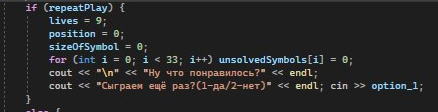 if (repeatPlay) {
lives = 9;
position = 0;
sizeOfSymbol = 0;
for (int i = 0; i < 33; i++) unsolvedSymbols[i] = 0;
cout << "\n" << "Ну что понравилось?" << endl;
cout << "Сыграем ещё раз?(1-да/2-нет)" << endl; cin >> option_1;
}